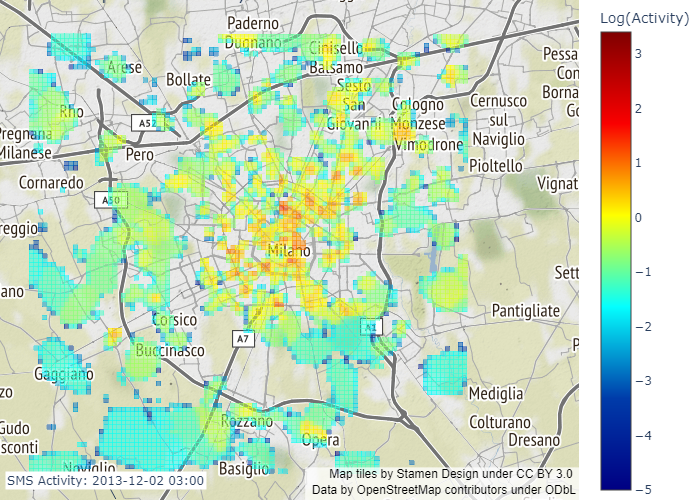 Log(Activity)
Paderno
Dugnano
Cinisello
Balsamo
Arese
Bollate
Sesto
San
Giovanni
Cologno
Monzese
Vimodrone
Cernusco
sul
Naviglio
Pessa
Con
Borna
Go
Rho
Pregnana
Milanese
A52
Pero
Pioltello
Cornaredo
A50
Vignat
reggio
Milano
Sett
ano
Pantigliate
Corsico
A7
A1
Buccinasco
P
Gaggiano
zo
Mediglia
Rozzano
Colturano
Gudo
sconti
Opera
Dresano
Noviglio
Basiglio
SMS Activity: 2013-12-02 03:00
Map tiles by Stamen Design under CC BY 3.0
Data by OpenStreetMap contributors under ODbL
3
2
1
0
−1
−2
−3
−4
−5